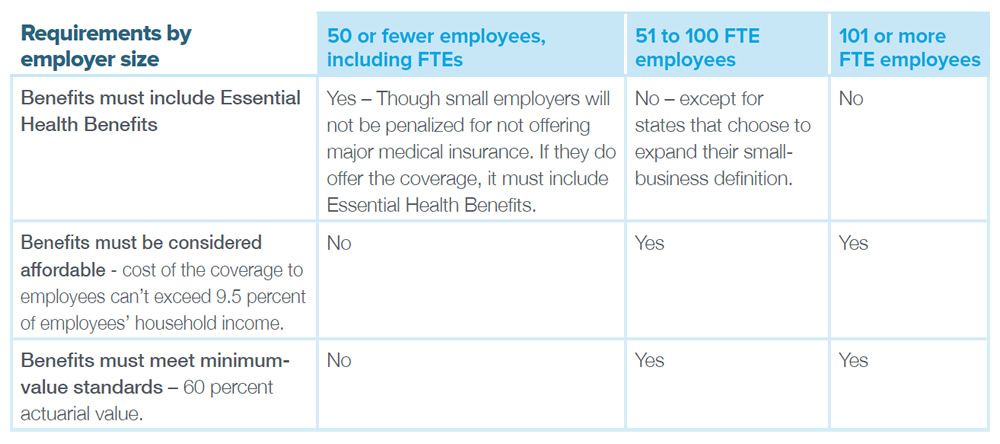 Requirements by
employer size
50 or fewer employees,
including FTEs
51 to 100 FTE
employees
101 or more
FTE employees
Benefits must include Essential
Health Benefits
Yes – Though small employers will
not be penalized for not offering
major medical insurance. If they do
offer the coverage, it must include
Essential Health Benefits.
No – except for
states that choose to
expand their small-
business definition.
No
Benefits must be considered
affordable - cost of the coverage to
employees can’t exceed 9.5 percent
of employees’ household income.
No
Yes
Yes
Benefits must meet minimum-
value standards – 60 percent
actuarial value.
No
Yes
Yes